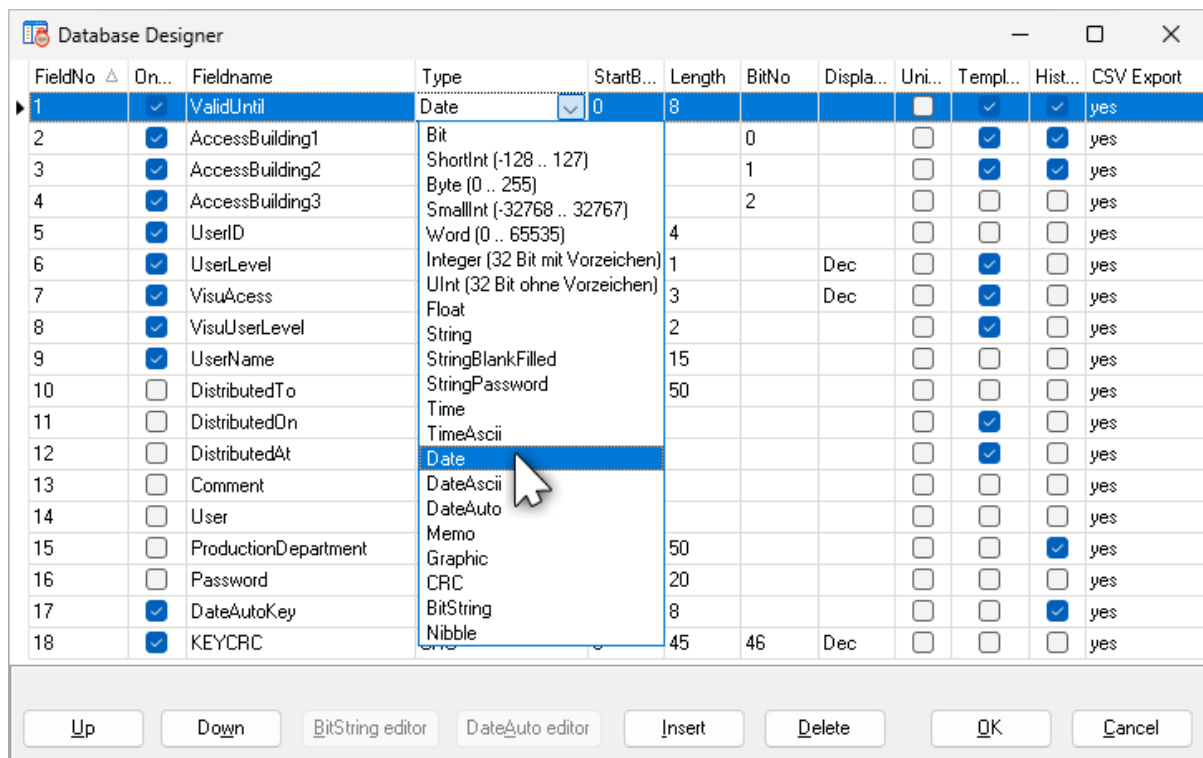 Database Designer
FieldNo On... Fieldname Type StartB... Length BitNo Displa... Uni... Templ... Hist... CSV Export
1 ValidUntil Date 0 8 yes
2 AccessBuilding1 0 yes
3 AccessBuilding2 1 yes
4 AccessBuilding3 2 yes
5 UserID 4 yes
6 UserLevel 1 Dec yes
7 VisuAcess 3 Dec yes
8 VisuUserLevel 2 yes
9 UserName 15 yes
10 DistributedTo 50 yes
11 DistributedOn yes
12 DistributedAt yes
13 Comment yes
14 User yes
15 ProductionDepartment 50 yes
16 Password 20 yes
17 DateAutoKey 8 yes
18 KEYCRC 45 46 Dec yes
Bit
ShortInt (-128 .. 127)
Byte (0 .. 255)
SmallInt (-32768 .. 32767)
Word (0 .. 65535)
Integer (32 Bit mit Vorzeichen)
UInt (32 Bit ohne Vorzeichen)
Float
String
StringBlankFilled
StringPassword
Time
TimeAscii
Date
DateAscii
DateAuto
Memo
Graphic
CRC
BitString
Nibble
Up Down BitString editor DateAuto editor Insert Delete OK Cancel